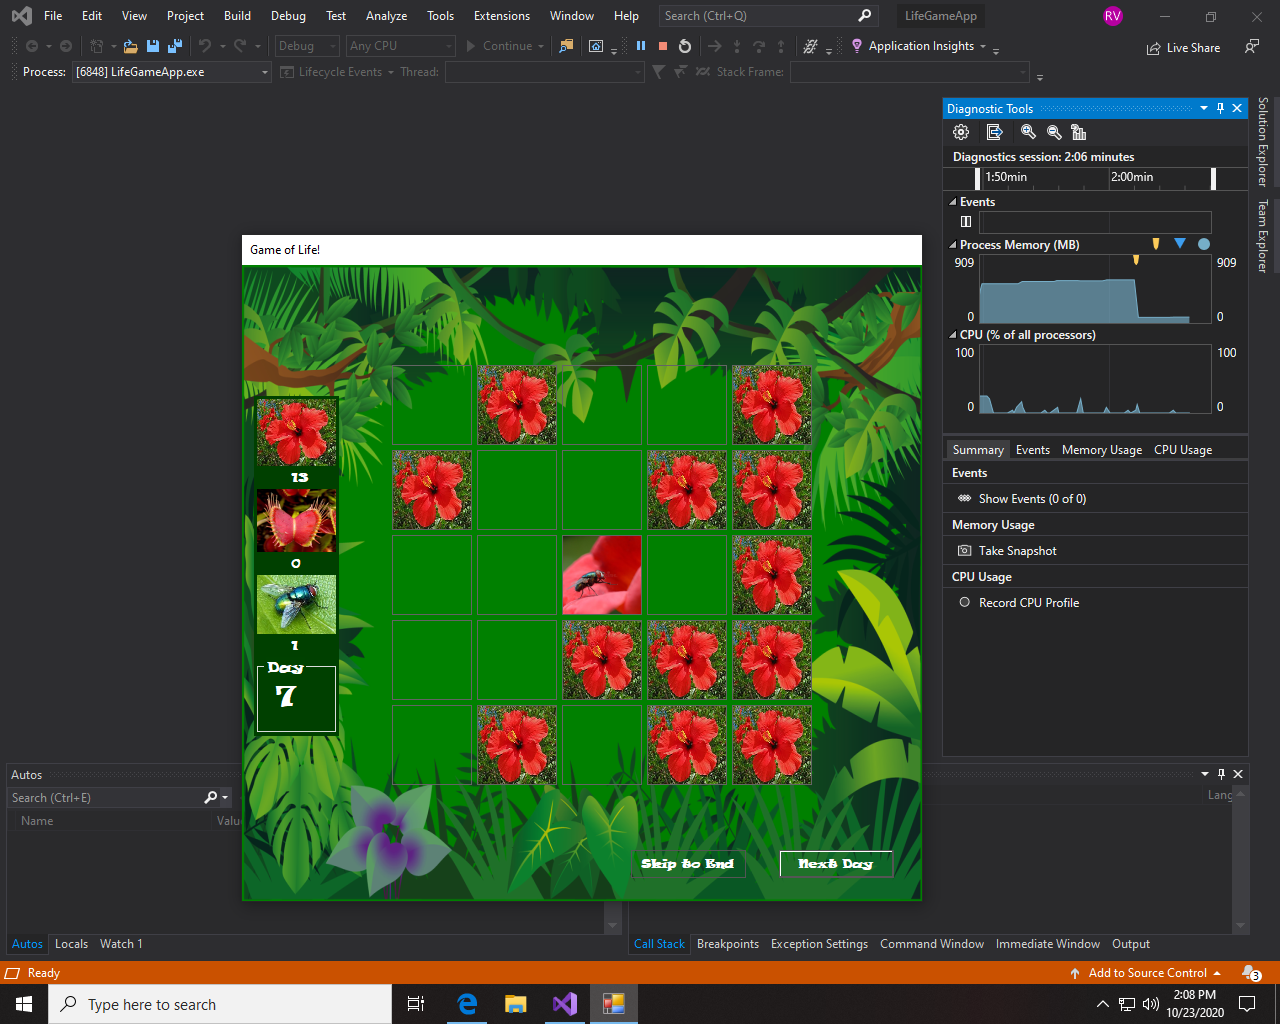 File Edit View Project Build Debug Test Analyze Tools Extensions Window Help Search (Ctrl+Q) LifeGameApp RV
Debug Any CPU Continue Application Insights Live Share
Process: [6848] LifeGameApp.exe Lifecycle Events Thread: Stack Frame:
Diagnostic Tools
Diagnostics session: 2:06 minutes
1:50min 2:00min
Events
Process Memory (MB)
909 909
0 0
CPU (% of all processors)
100 100
0 0
Summary Events Memory Usage CPU Usage
Events
Show Events (0 of 0)
Memory Usage
Take Snapshot
CPU Usage
Record CPU Profile
Solution Explorer
Team Explorer
Game of Life!
13
0
1
Day
7
Skip to End Next Day
Autos
Search (Ctrl+E)
Name Valu
Lang
Autos Locals Watch 1
Call Stack Breakpoints Exception Settings Command Window Immediate Window Output
Ready Add to Source Control 3
Type here to search
2:08 PM
10/23/2020